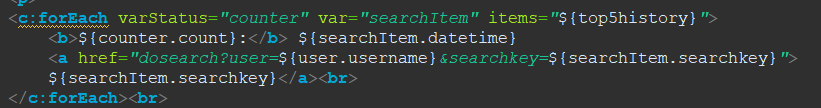 <p>
<c:forEach varStatus="counter" var="searchItem" items="${top5history}">
<b>${counter.count}:</b> ${searchItem.datetime}
<a href="dosearch?user=${user.username}&searchkey=${searchItem.searchkey}">
${searchItem.searchkey}</a><br>
</c:forEach><br>